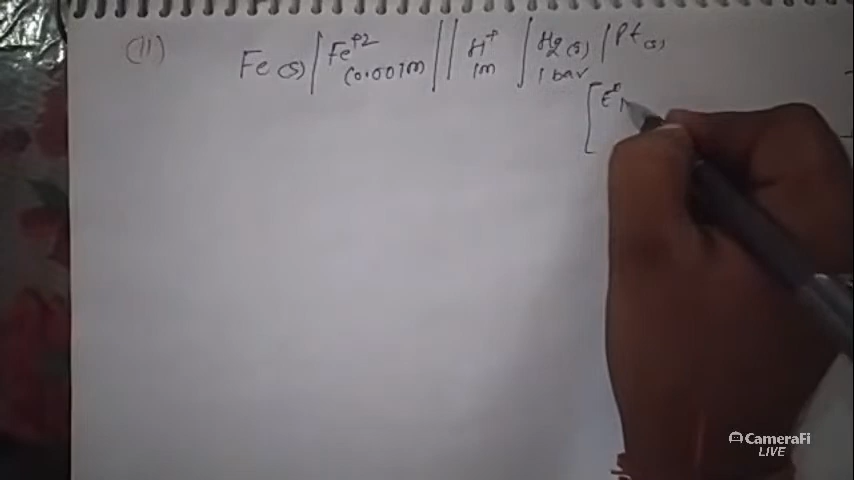 (11) Fe(s) | Fe+2 || H+ | H2(g) | Pt(s)
(0.001m) 1m 1 bar
[E°
CameraFi
LIVE